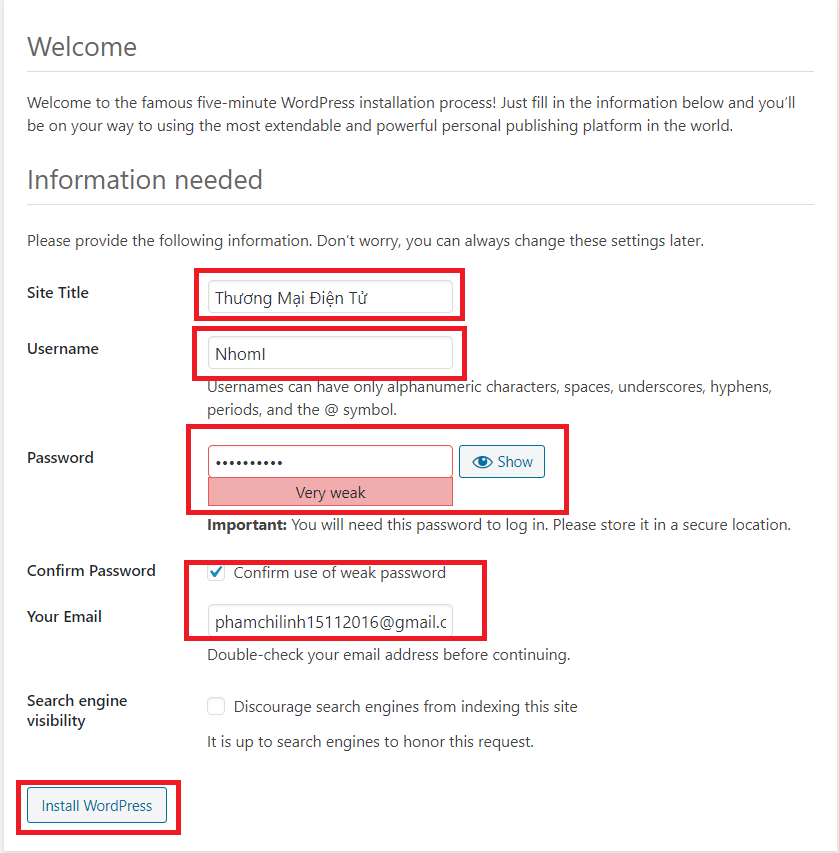 Welcome
Welcome to the famous five-minute WordPress installation process! Just fill in the information below and you’ll
be on your way to using the most extendable and powerful personal publishing platform in the world.
Information needed
Please provide the following information. Don’t worry, you can always change these settings later.
Site Title
Thương Mại Điện Tử
Username
NhomI
Usernames can have only alphanumeric characters, spaces, underscores, hyphens,
periods, and the @ symbol.
Password
••••••••••
Show
Very weak
Important: You will need this password to log in. Please store it in a secure location.
Confirm Password
Confirm use of weak password
Your Email
phamchilinh15112016@gmail.c
Double-check your email address before continuing.
Search engine
visibility
Discourage search engines from indexing this site
It is up to search engines to honor this request.
Install WordPress